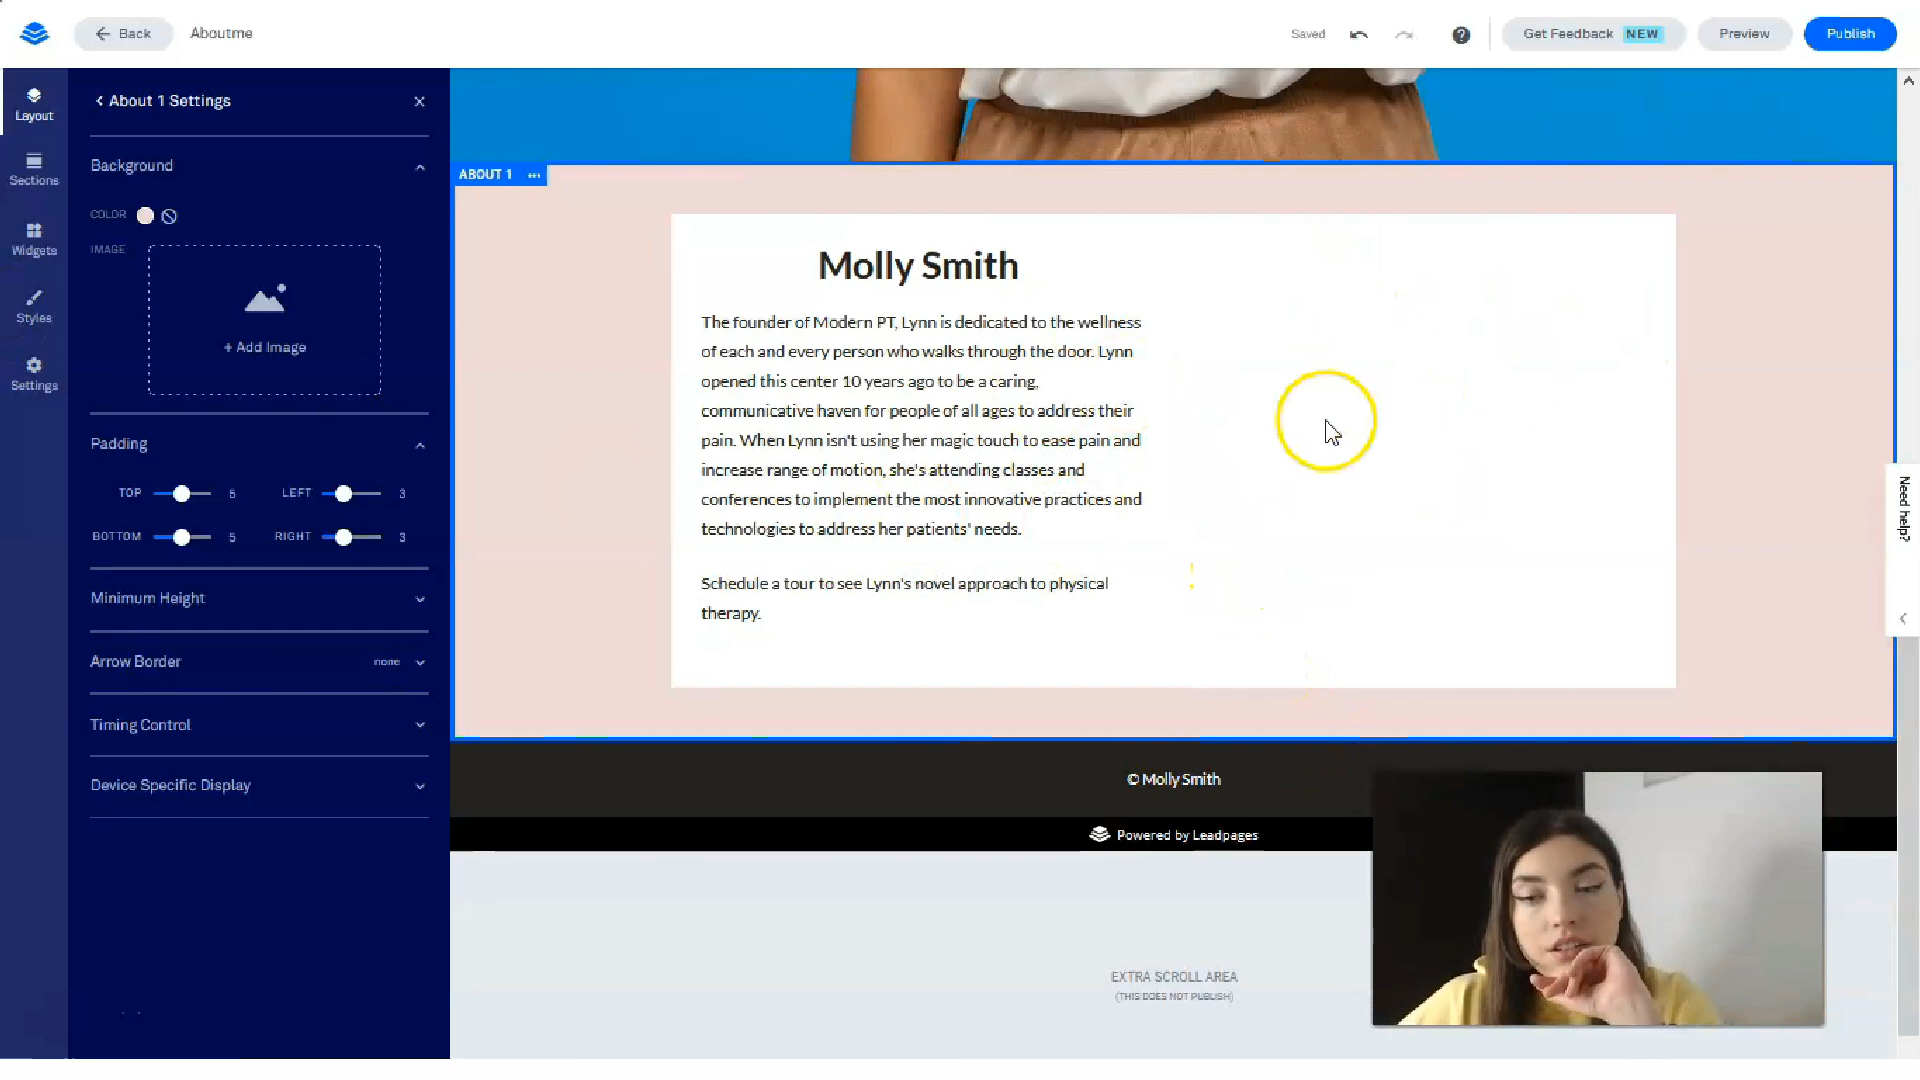 Back
Aboutme
Saved
Get Feedback NEW
Preview
Publish
Layout
Sections
Widgets
Styles
Settings
About 1 Settings
Background
COLOR
IMAGE
+ Add Image
Padding
TOP 5 LEFT 3
BOTTOM 5 RIGHT 3
Minimum Height
Arrow Border none
Timing Control
Device Specific Display
ABOUT 1
Molly Smith
The founder of Modern PT, Lynn is dedicated to the wellness
of each and every person who walks through the door. Lynn
opened this center 10 years ago to be a caring,
communicative haven for people of all ages to address their
pain. When Lynn isn't using her magic touch to ease pain and
increase range of motion, she's attending classes and
conferences to implement the most innovative practices and
technologies to address her patients' needs.
Schedule a tour to see Lynn's novel approach to physical
therapy.
© Molly Smith
Powered by Leadpages
EXTRA SCROLL AREA
(THIS DOES NOT PUBLISH)
Need help?